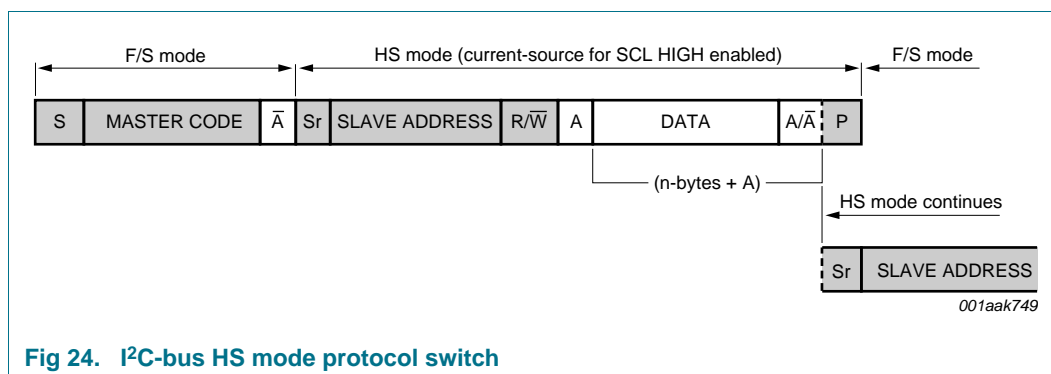 F/S mode HS mode (current-source for SCL HIGH enabled) F/S mode
S MASTER CODE A̅ Sr SLAVE ADDRESS R/W̅ A DATA A/A̅ P
(n-bytes + A)
HS mode continues
Sr SLAVE ADDRESS
001aak749
Fig 24. I²C-bus HS mode protocol switch